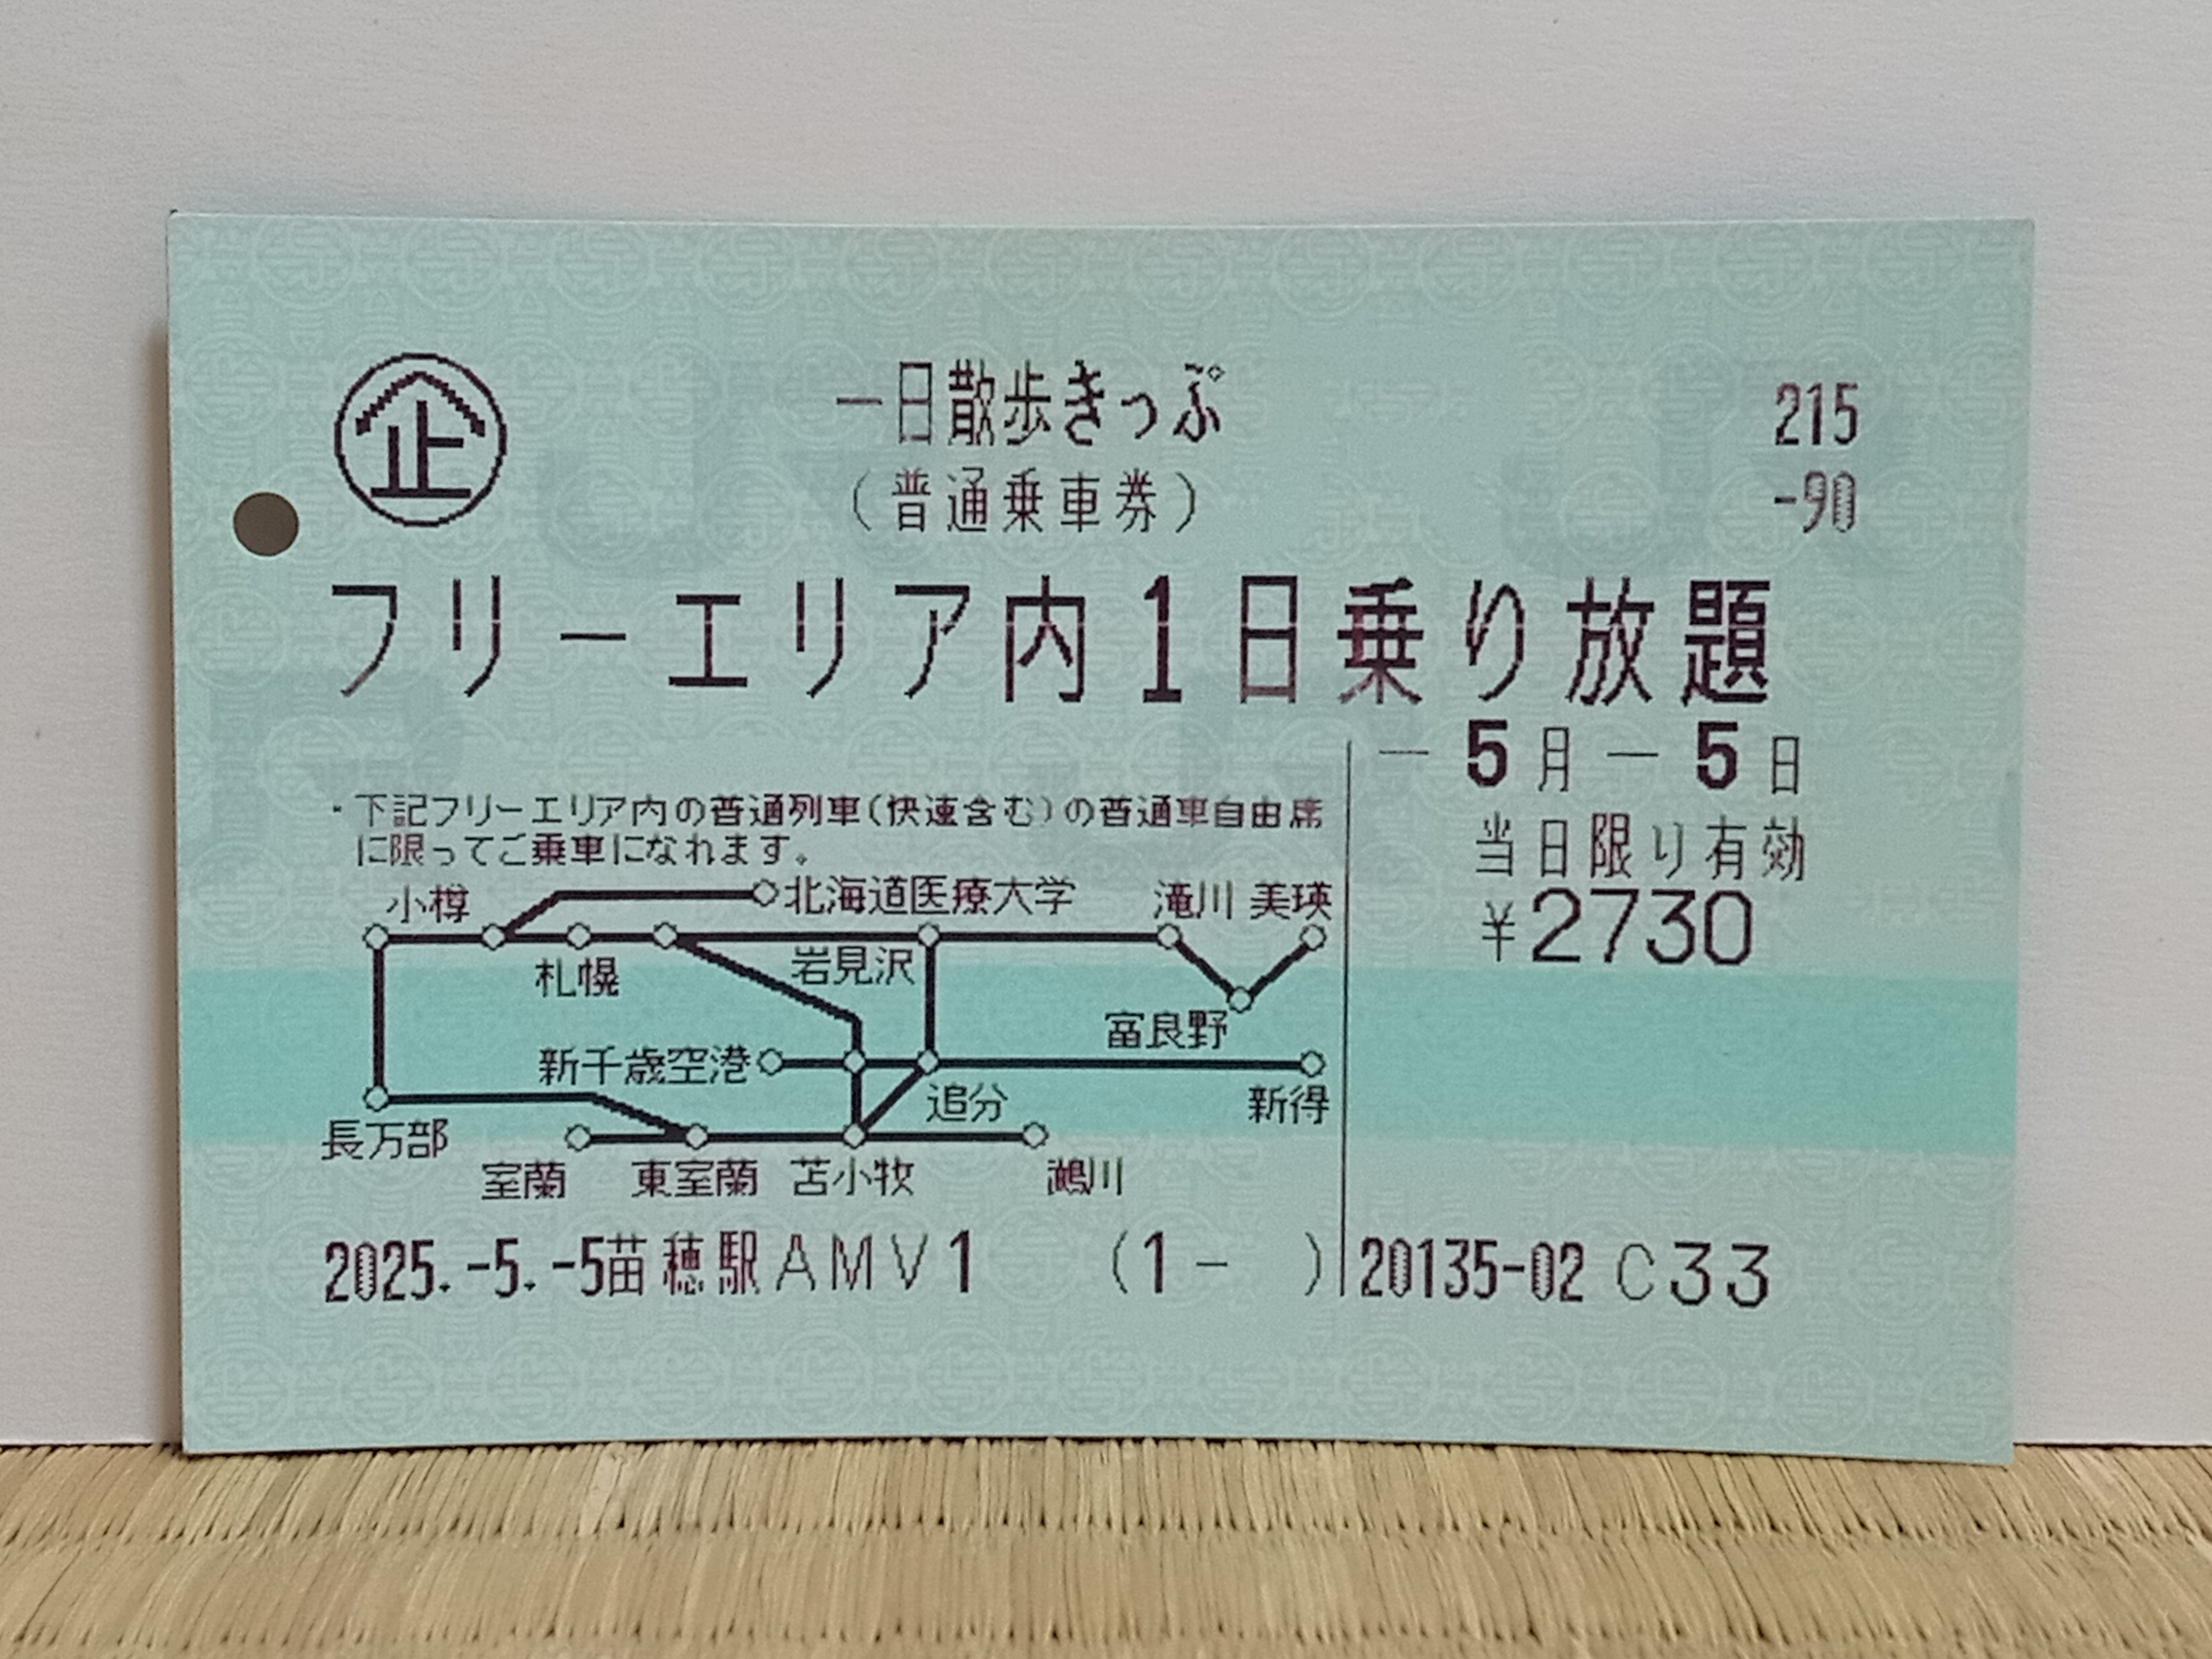 企
一日散歩きっぷ
215
(普通乗車券)
-90
フリーエリア内1日乗り放題
-5月-5日
・下記フリーエリア内の普通列車(快速含む)の普通車自由席
に限ってご乗車になれます。
当日限り有効
¥2730
小樽
北海道医療大学
滝川
美瑛
札幌
岩見沢
富良野
新千歳空港
追分
新得
長万部
室蘭
東室蘭
苫小牧
鵡川
2025.-5.-5苗穂駅AMV1 (1- )
20135-02 C33